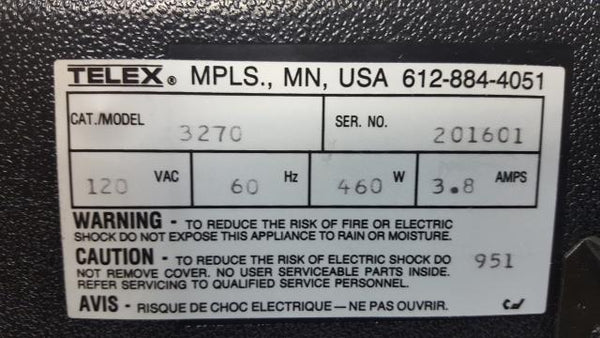 TELEX® MPLS., MN, USA 612-884-4051
CAT./MODEL 3270 SER. NO. 201601
120 VAC 60 Hz 460 W 3.8 AMPS
WARNING - TO REDUCE THE RISK OF FIRE OR ELECTRIC
SHOCK DO NOT EXPOSE THIS APPLIANCE TO RAIN OR MOISTURE.
CAUTION - TO REDUCE THE RISK OF ELECTRIC SHOCK DO
NOT REMOVE COVER. NO USER SERVICEABLE PARTS INSIDE.
REFER SERVICING TO QUALIFIED SERVICE PERSONNEL.
951
AVIS - RISQUE DE CHOC ELECTRIQUE — NE PAS OUVRIR.